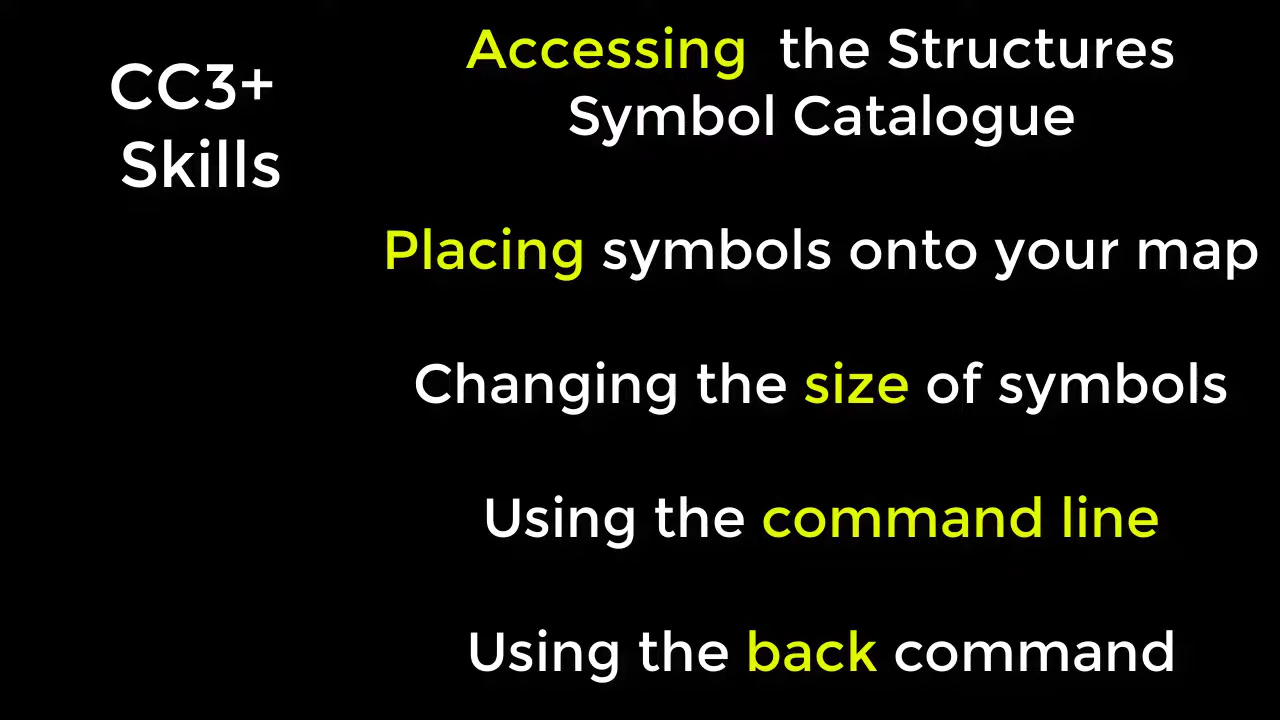 CC3+
Skills
Accessing the Structures
Symbol Catalogue
Placing symbols onto your map
Changing the size of symbols
Using the command line
Using the back command